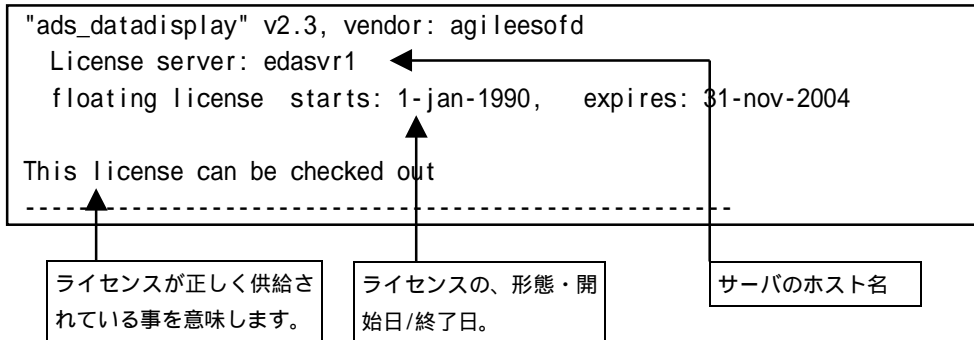 "ads_datadisplay" v2.3, vendor: agileesofd
License server: edasvr1
floating license starts: 1-jan-1990, expires: 31-nov-2004
This license can be checked out
-------------------------------------------------------
ライセンスが正しく供給さ
れている事を意味します。
ライセンスの、形態・開
始日/終了日。
サーバのホスト名